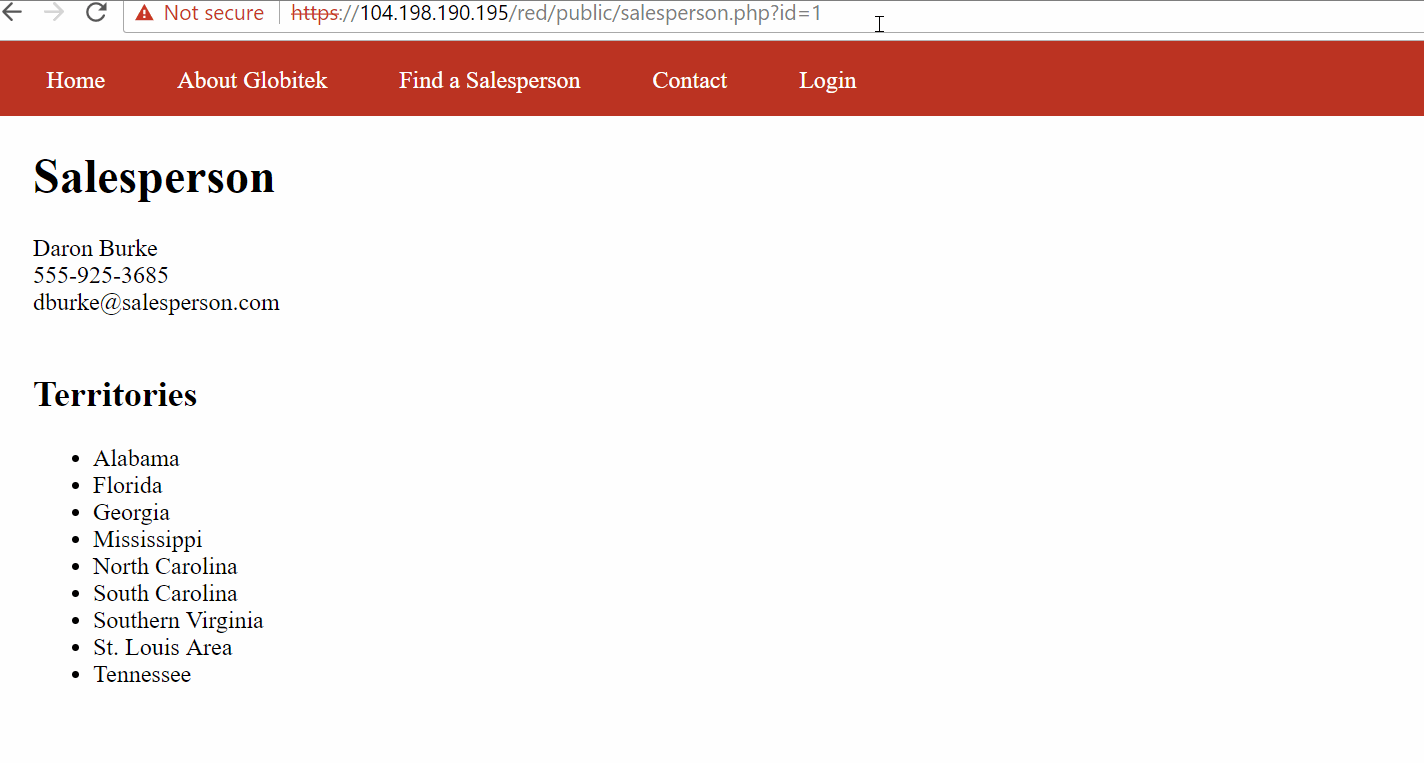 Not secure https://104.198.190.195/red/public/salesperson.php?id=1
Home About Globitek Find a Salesperson Contact Login
Salesperson
Daron Burke
555-925-3685
dburke@salesperson.com
Territories
• Alabama
• Florida
• Georgia
• Mississippi
• North Carolina
• South Carolina
• Southern Virginia
• St. Louis Area
• Tennessee